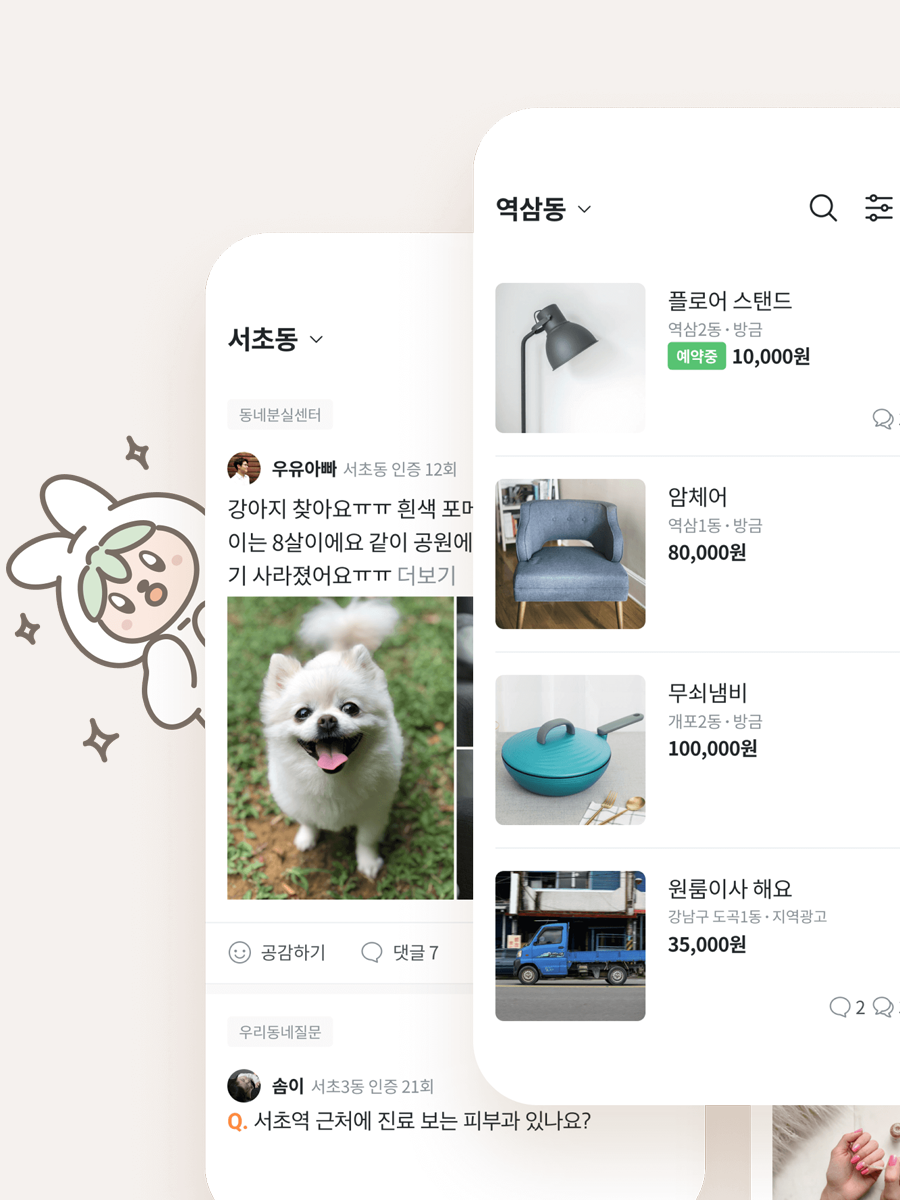 역삼동
플로어 스탠드
역삼2동 · 방금
예약중 10,000원
암체어
역삼1동 · 방금
80,000원
무쇠냄비
개포2동 · 방금
100,000원
원룸이사 해요
강남구 도곡1동 · 지역광고
35,000원
2
서초동
동네분실센터
우유아빠 서초동 인증 12회
강아지 찾아요ㅠㅠ 흰색
이는 8살이에요 같이 공원에
기 사라졌어요ㅠㅠ 더보기
공감하기 댓글 7
우리동네질문
솜이 서초3동 인증 21회
Q. 서초역 근처에 진료 보는 피부과 있나요?